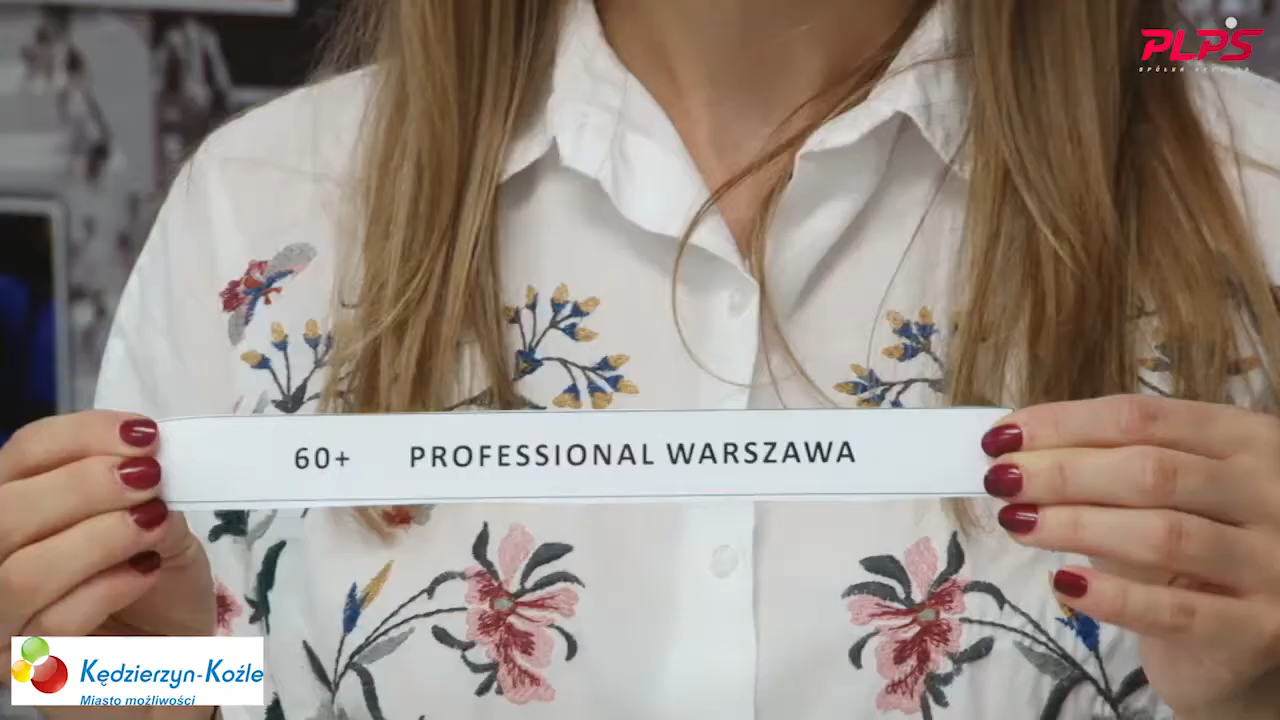 PLPS
60+ PROFESSIONAL WARSZAWA
Kędzierzyn-Koźle
Miasto możliwości